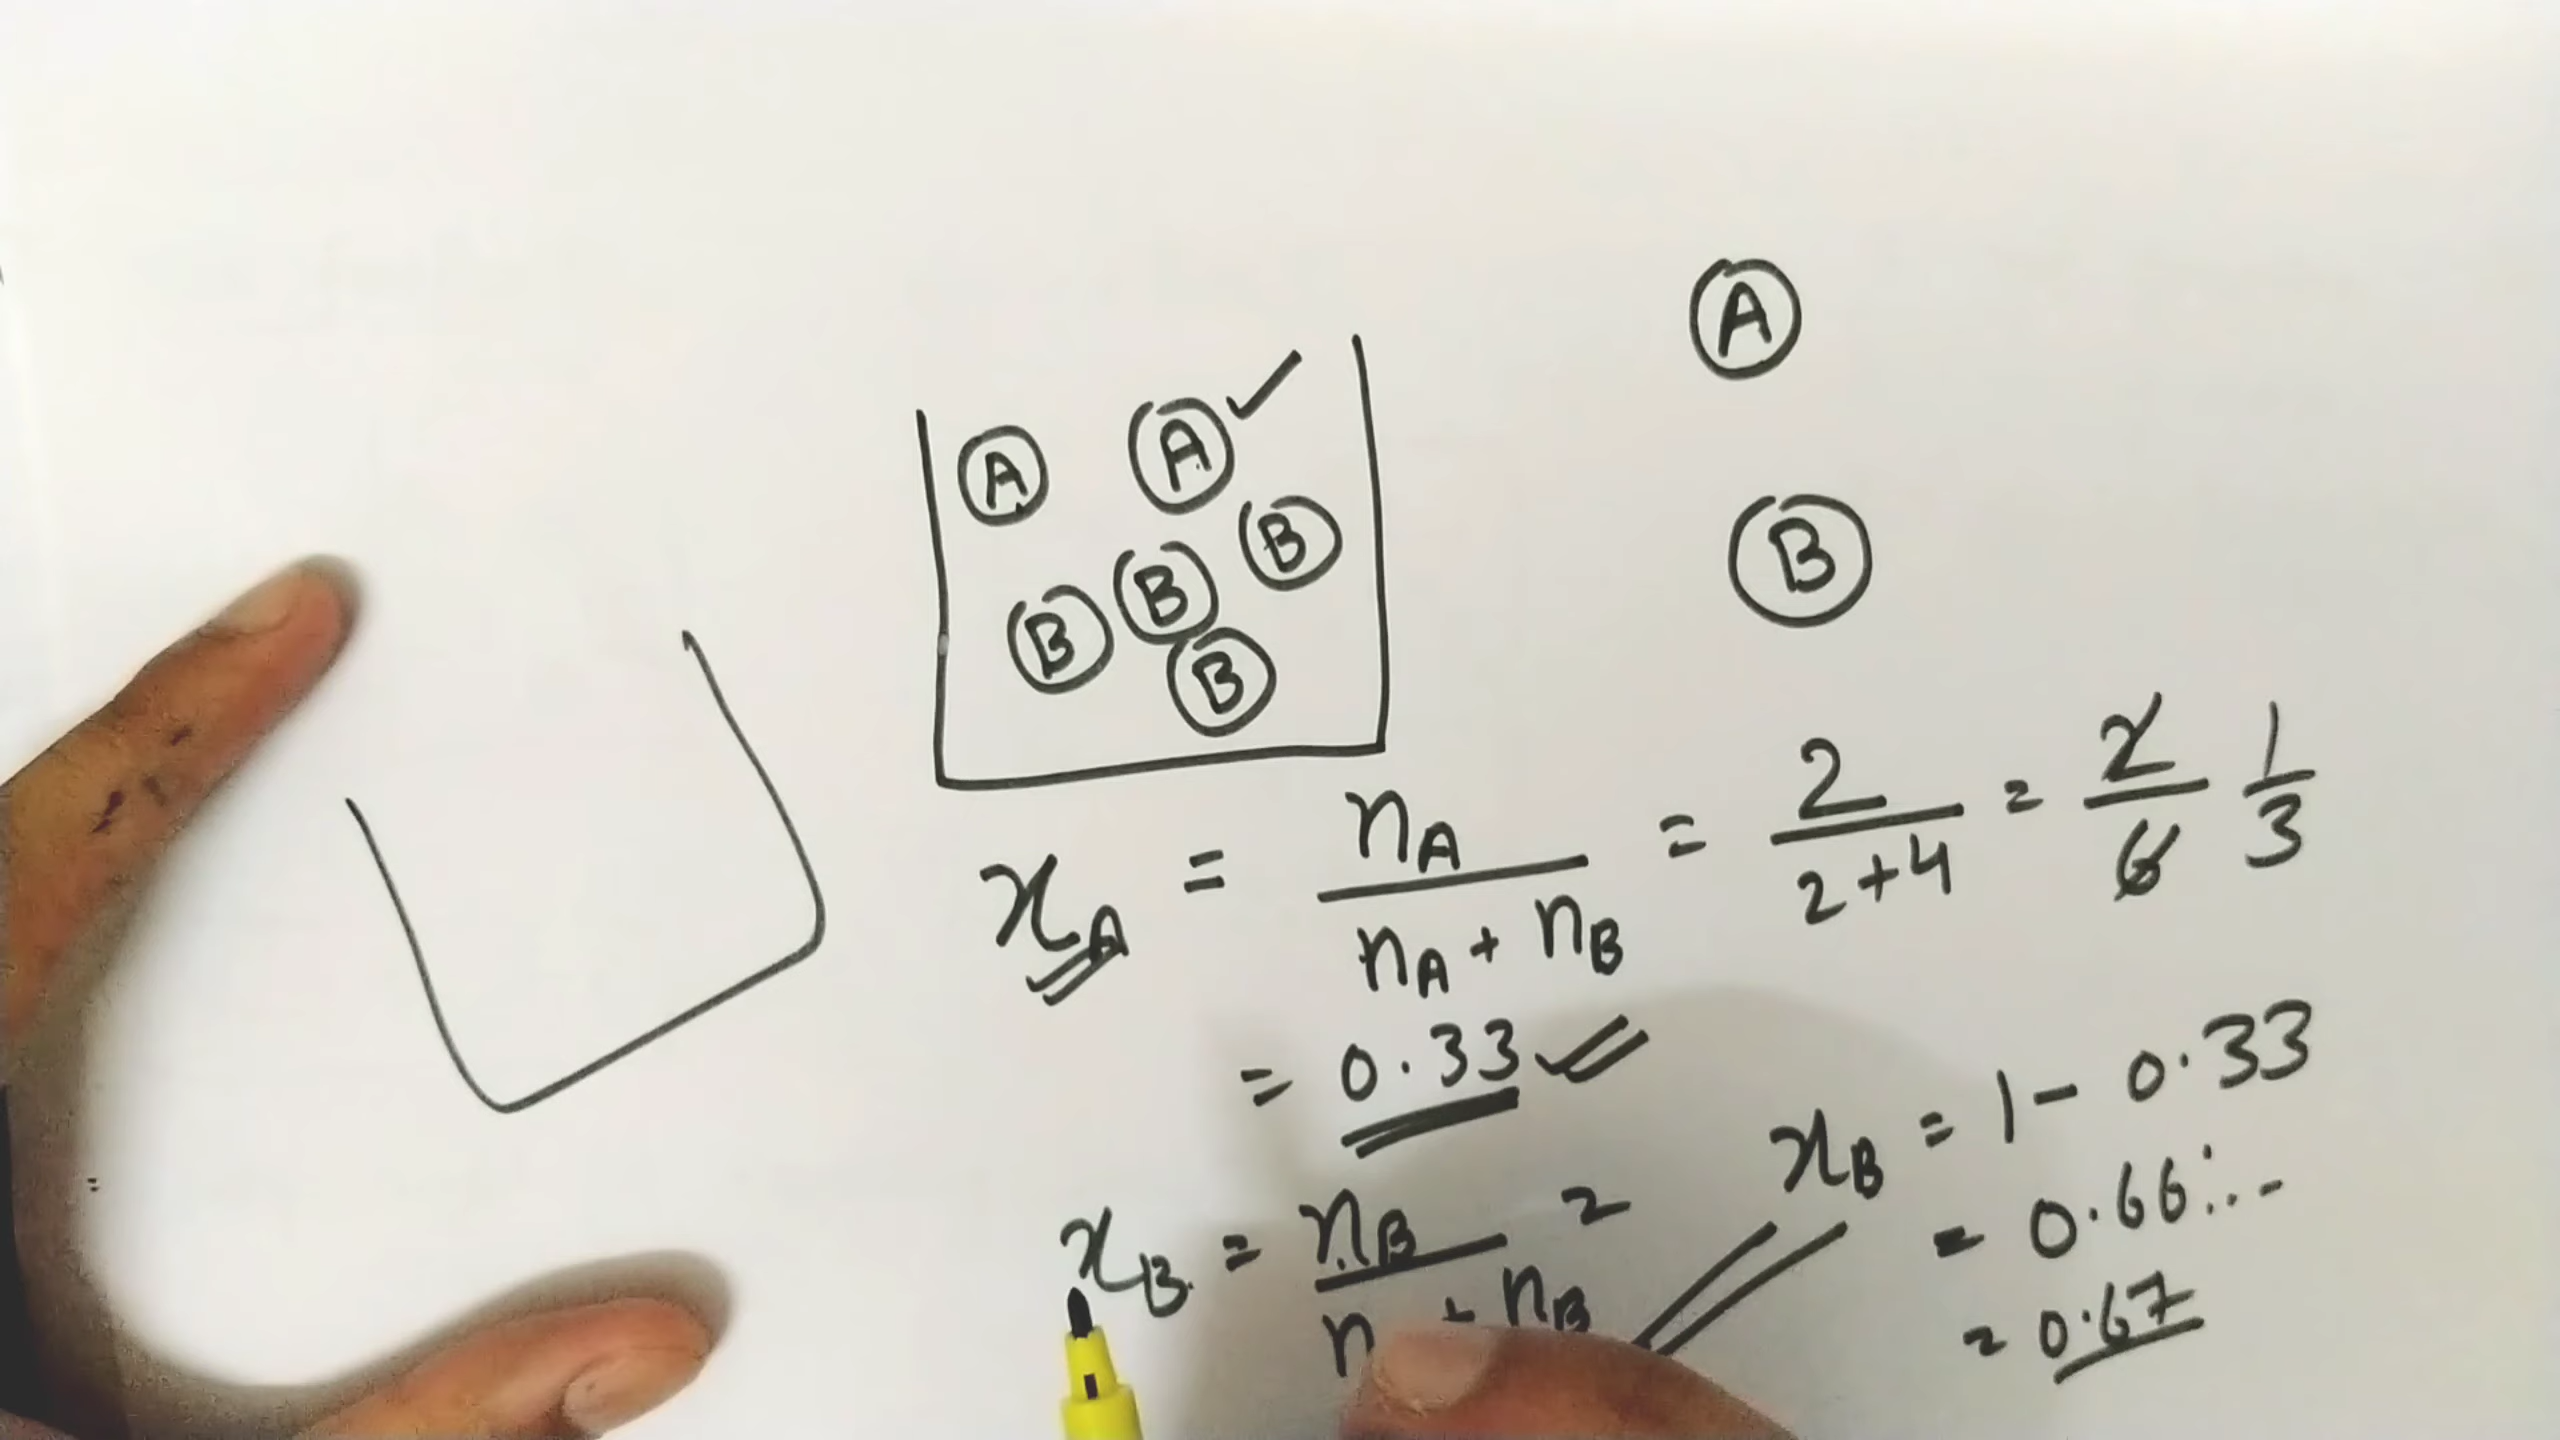 A
A A ✓
B
B B
B
B
x_A = n_A / (n_A + n_B) = 2 / (2+4) = 2/6 1/3
= 0.33 ✓
x_B = 1 - 0.33
= 0.66...
= 0.67
x_B = n_B / n + n_B =